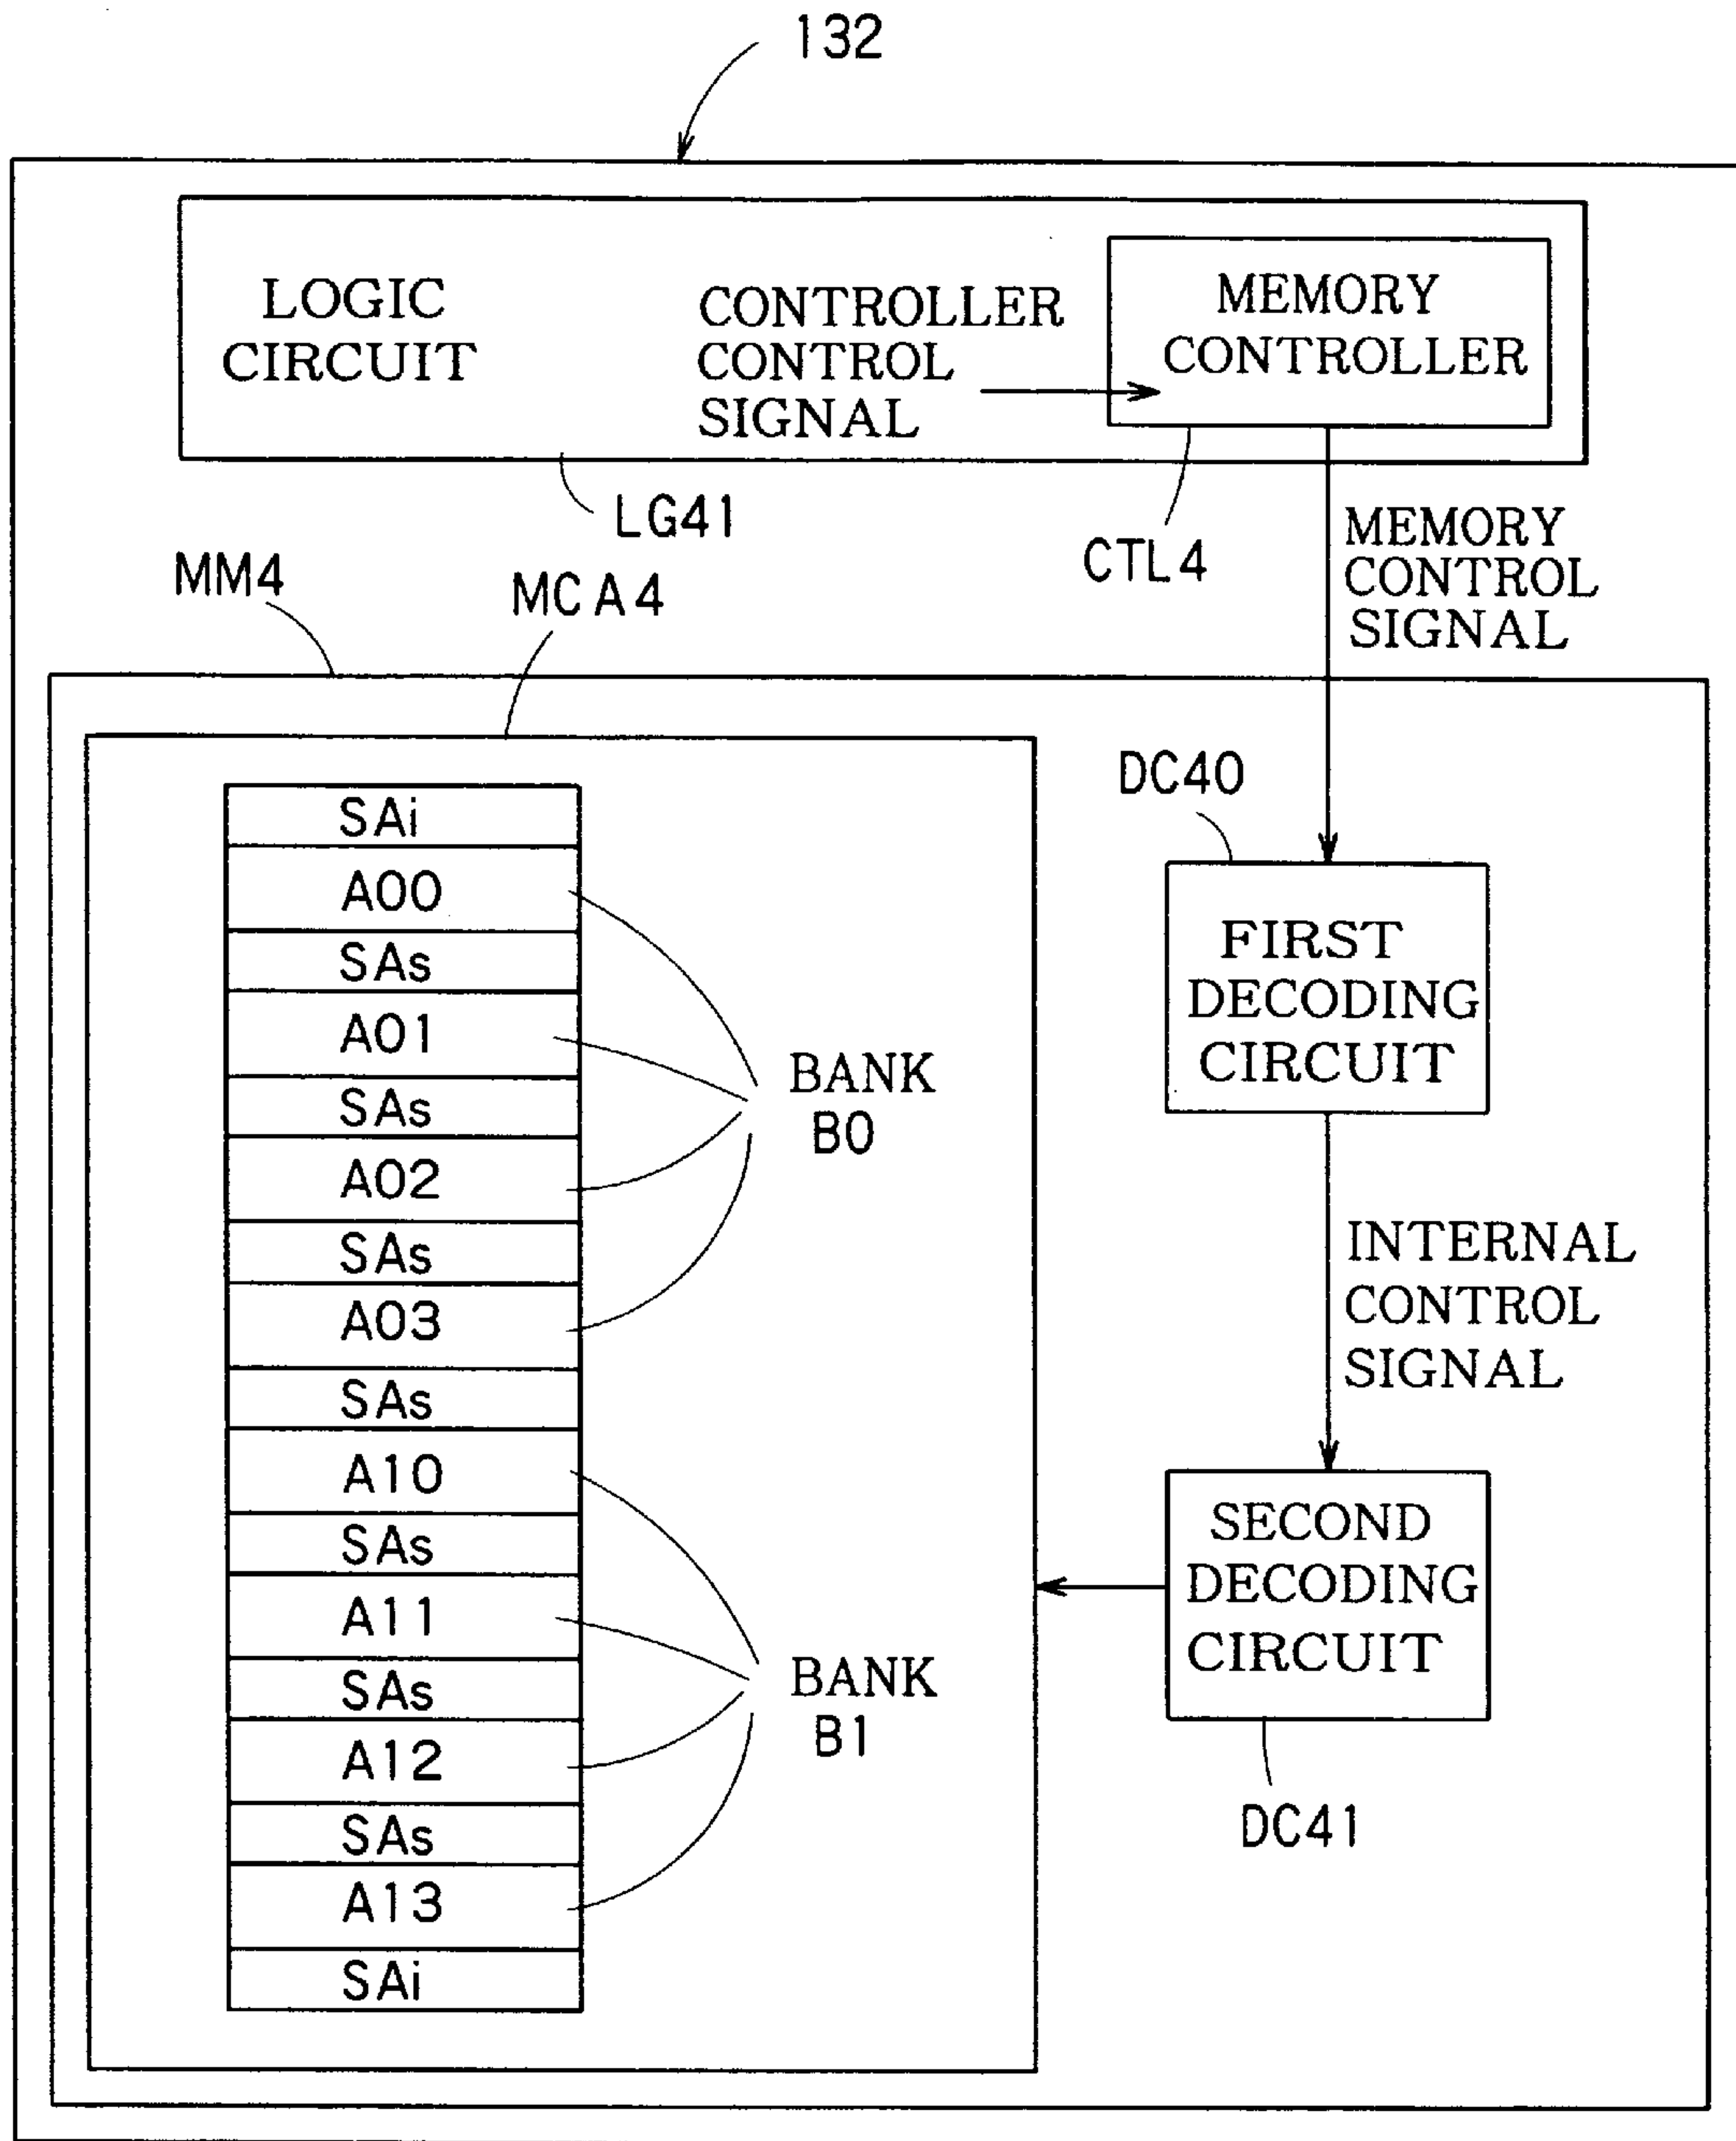 132
LOGIC
CIRCUIT
CONTROLLER
CONTROL
SIGNAL
MEMORY
CONTROLLER
LG41
CTL4
MEMORY
CONTROL
SIGNAL
MM4
MCA4
DC40
SAi
A00
SAs
A01
SAs
A02
SAs
A03
SAs
A10
SAs
A11
SAs
A12
SAs
A13
SAi
BANK
B0
BANK
B1
FIRST
DECODING
CIRCUIT
INTERNAL
CONTROL
SIGNAL
SECOND
DECODING
CIRCUIT
DC41